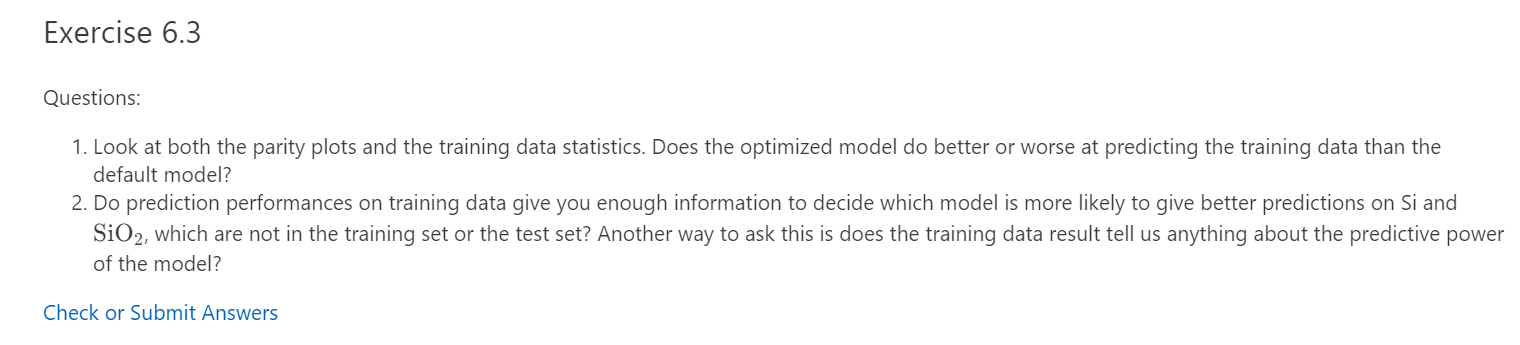 Exercise 6.3
Questions:
1. Look at both the parity plots and the training data statistics. Does the optimized model do better or worse at predicting the training data than the
default model?
2. Do prediction performances on training data give you enough information to decide which model is more likely to give better predictions on Si and
SiO₂, which are not in the training set or the test set? Another way to ask this is does the training data result tell us anything about the predictive power
of the model?
Check or Submit Answers